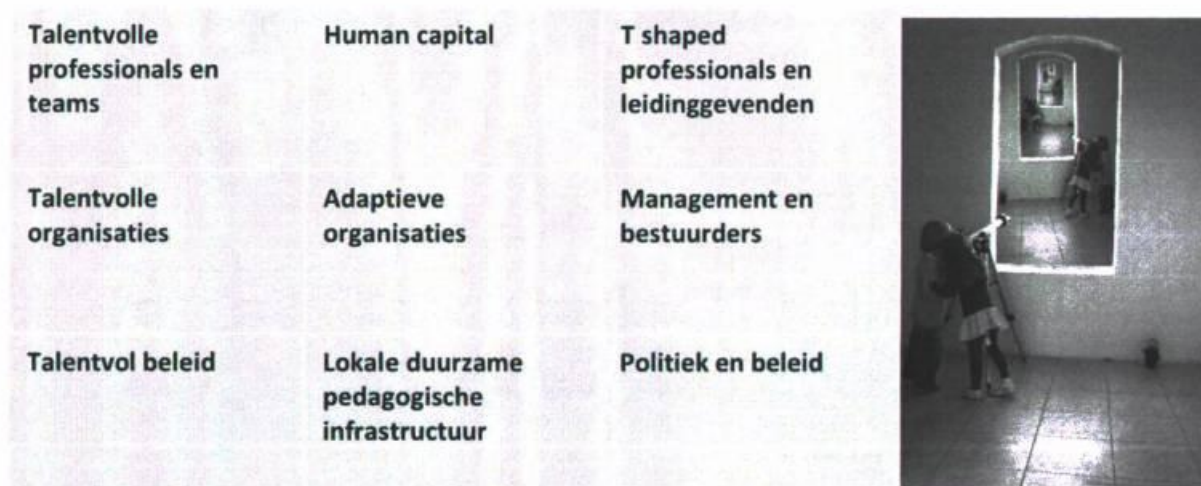 Talentvolle
professionals en
teams
Human capital
T shaped
professionals en
leidinggevenden
Talentvolle
organisaties
Adaptieve
organisaties
Management en
bestuurders
Talentvol beleid
Lokale duurzame
pedagogische
infrastructuur
Politiek en beleid